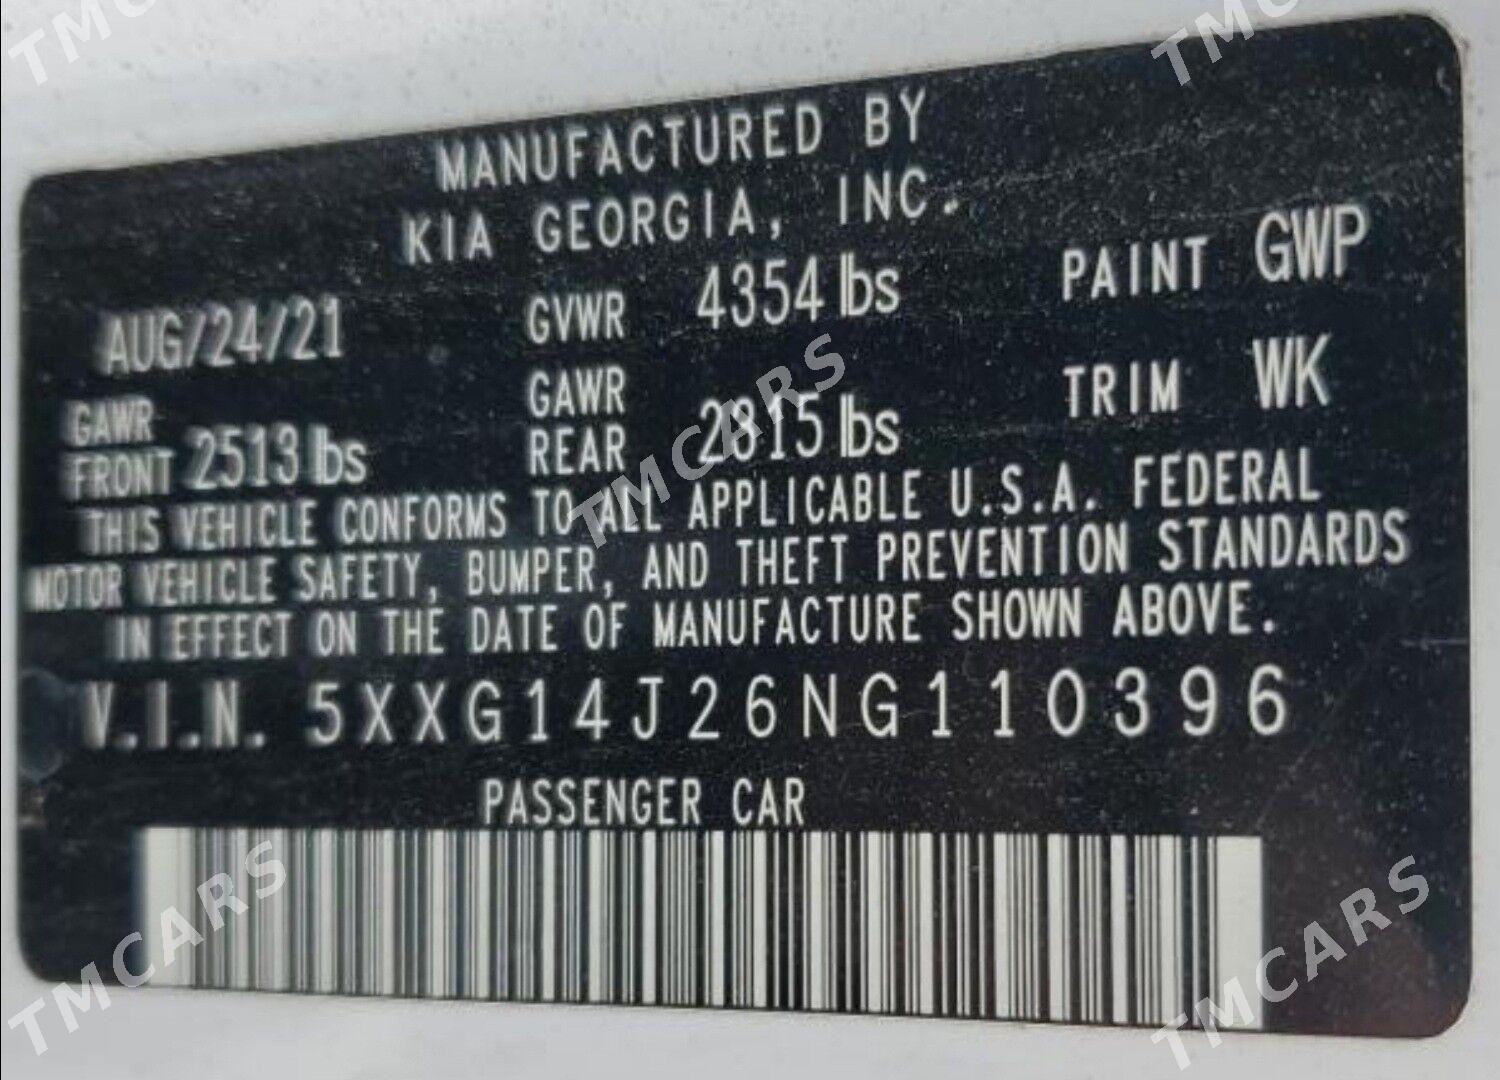 TMCARS
TMCARS
MANUFACTURED BY
KIA GEORGIA, INC.
AUG/24/21 GVWR 4354 lbs PAINT GWP
GAWR FRONT 2513 lbs GAWR REAR 2815 lbs TRIM WK
TMCARS
THIS VEHICLE CONFORMS TO ALL APPLICABLE U.S.A. FEDERAL
MOTOR VEHICLE SAFETY, BUMPER, AND THEFT PREVENTION STANDARDS
IN EFFECT ON THE DATE OF MANUFACTURE SHOWN ABOVE.
V.I.N. 5XXG14J26NG110396
PASSENGER CAR
TMCARS
TMCARS